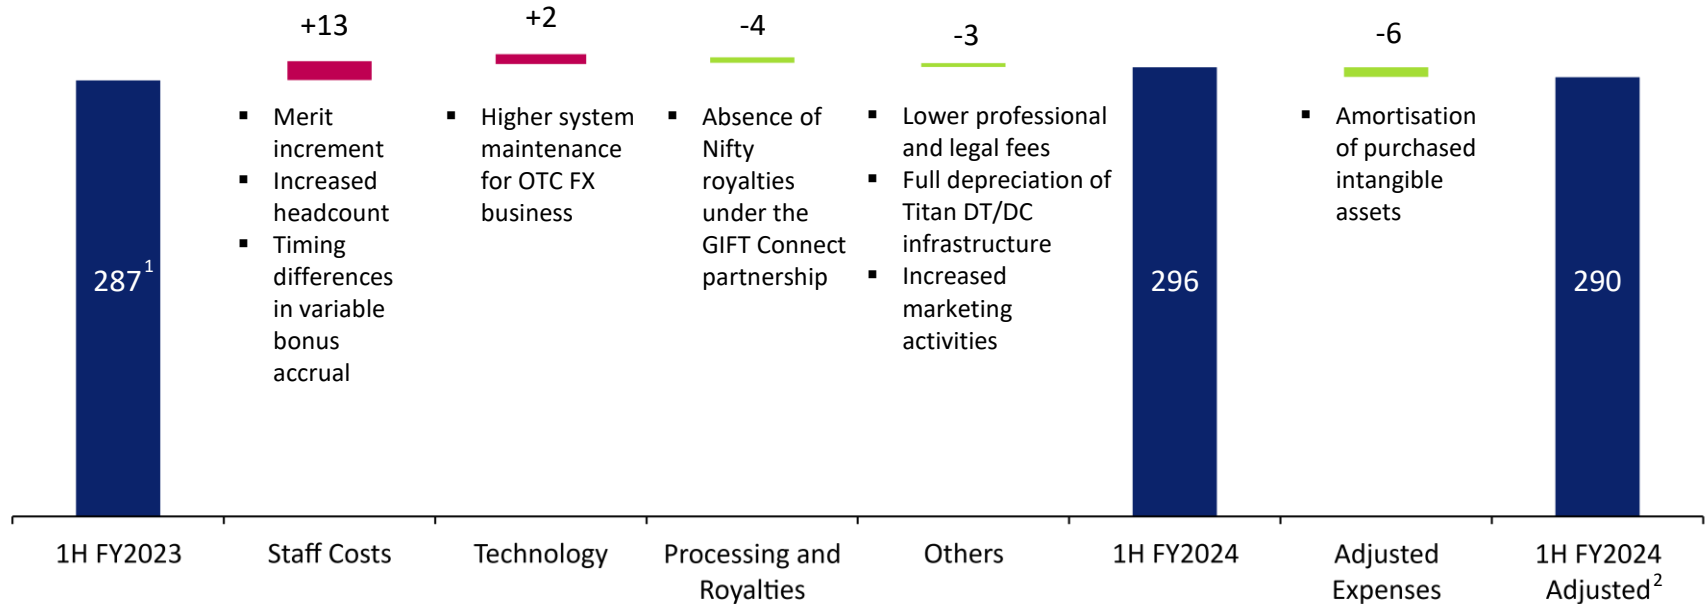 +13
+2
-4
-3
-6
▪ Merit
increment
▪ Increased
headcount
▪ Timing
differences
in variable
bonus
accrual
▪ Higher system
maintenance
for OTC FX
business
▪ Absence of
Nifty
royalties
under the
GIFT Connect
partnership
▪ Lower professional
and legal fees
▪ Full depreciation of
Titan DT/DC
infrastructure
▪ Increased
marketing
activities
▪ Amortisation
of purchased
intangible
assets
287¹
296
290
1H FY2023
Staff Costs
Technology
Processing and
Royalties
Others
1H FY2024
Adjusted
Expenses
1H FY2024
Adjusted²